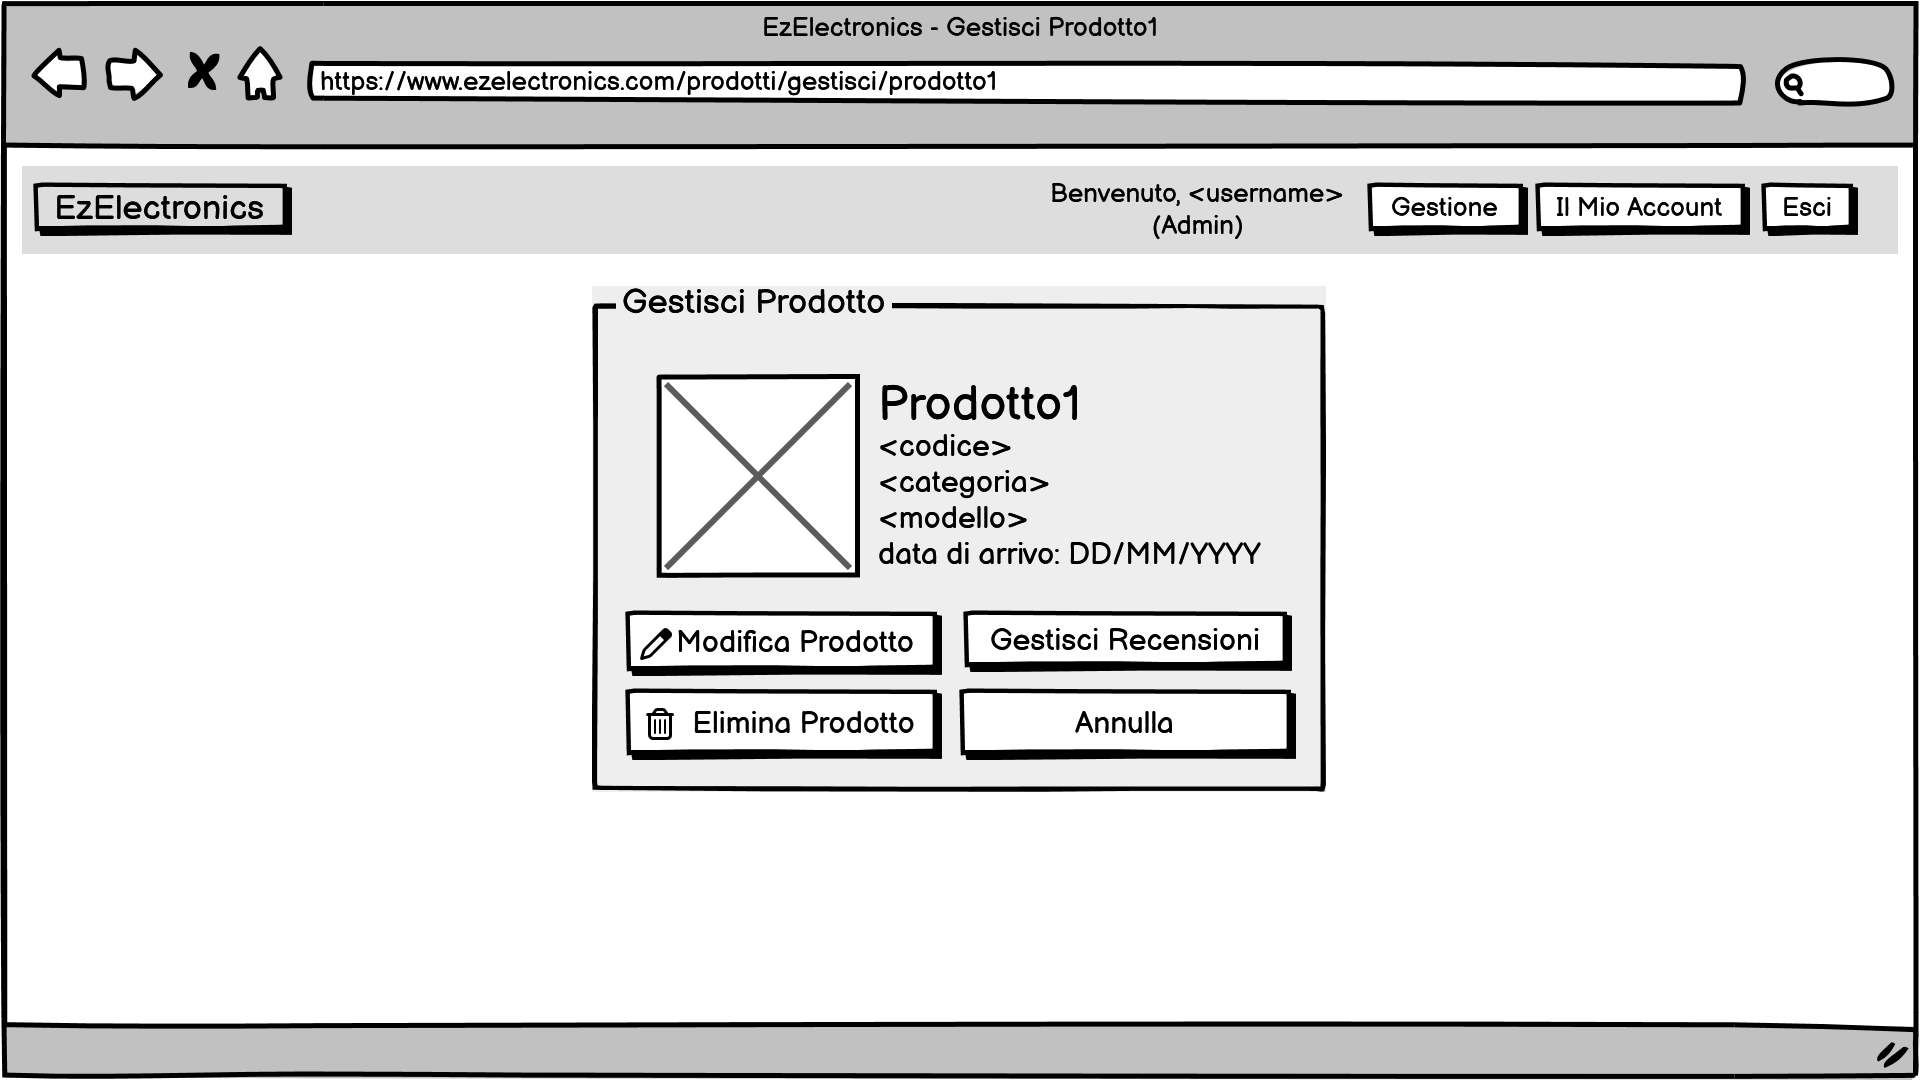 EzElectronics - Gestisci Prodotto1
https://www.ezelectronics.com/prodotti/gestisci/prodotto1
EzElectronics
Benvenuto, <username>
(Admin)
Gestione
Il Mio Account
Esci
Gestisci Prodotto
Prodotto1
<codice>
<categoria>
<modello>
data di arrivo: DD/MM/YYYY
Modifica Prodotto
Gestisci Recensioni
Elimina Prodotto
Annulla